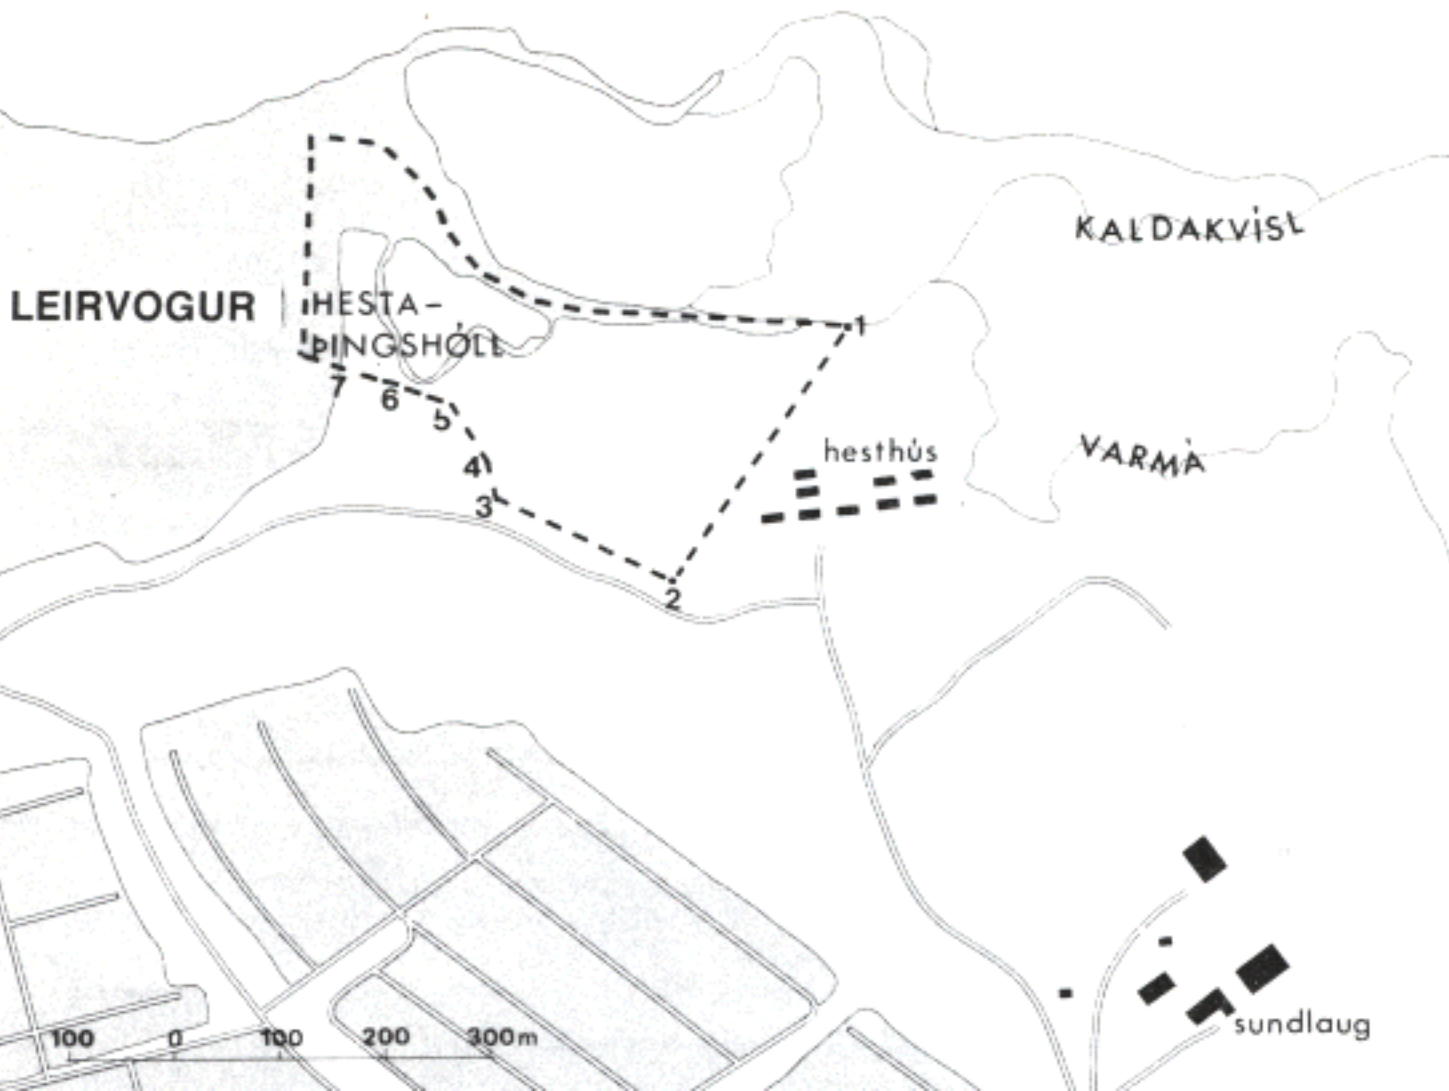 KALDAKVÍSL
LEIRVOGUR
HESTA-
ÞINGSHÓLL
1
7
6
5
hesthús
VARMÁ
4
3
2
100 0 100 200 300m
sundlaug